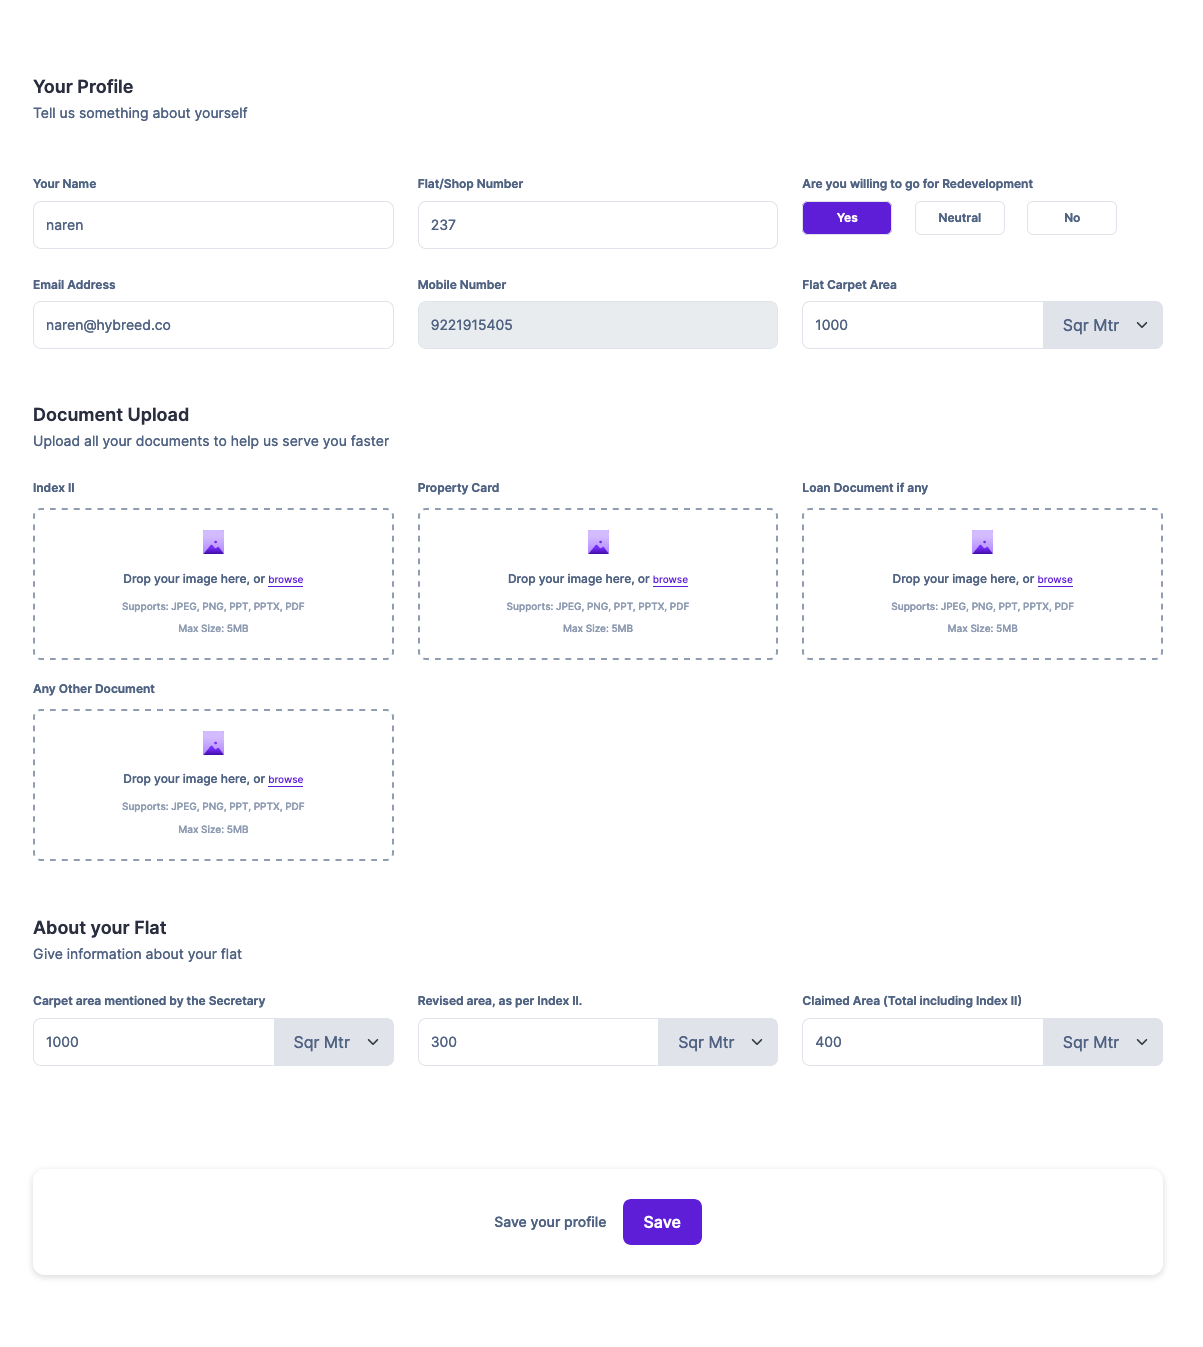 Your Profile
Tell us something about yourself
Your Name
Flat/Shop Number
Are you willing to go for Redevelopment
naren
237
Yes
Neutral
No
Email Address
Mobile Number
Flat Carpet Area
naren@hybreed.co
9221915405
1000
Sqr Mtr
Document Upload
Upload all your documents to help us serve you faster
Index II
Property Card
Loan Document if any
Drop your image here, or browse
Supports: JPEG, PNG, PPT, PPTX, PDF
Max Size: 5MB
Drop your image here, or browse
Supports: JPEG, PNG, PPT, PPTX, PDF
Max Size: 5MB
Drop your image here, or browse
Supports: JPEG, PNG, PPT, PPTX, PDF
Max Size: 5MB
Any Other Document
Drop your image here, or browse
Supports: JPEG, PNG, PPT, PPTX, PDF
Max Size: 5MB
About your Flat
Give information about your flat
Carpet area mentioned by the Secretary
Revised area, as per Index II.
Claimed Area (Total including Index II)
1000
Sqr Mtr
300
Sqr Mtr
400
Sqr Mtr
Save your profile
Save